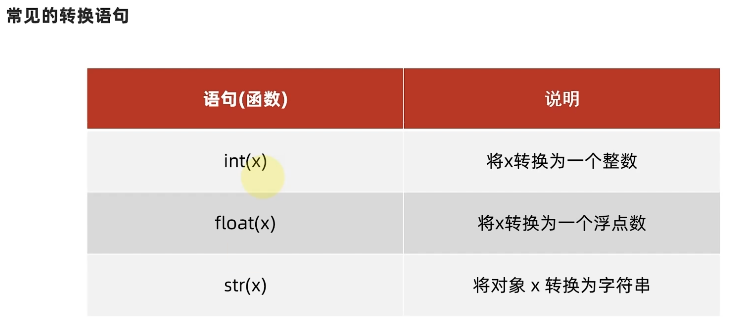 常见的转换语句
语句(函数) 说明
int(x) 将x转换为一个整数
float(x) 将x转换为一个浮点数
str(x) 将对象 x 转换为字符串